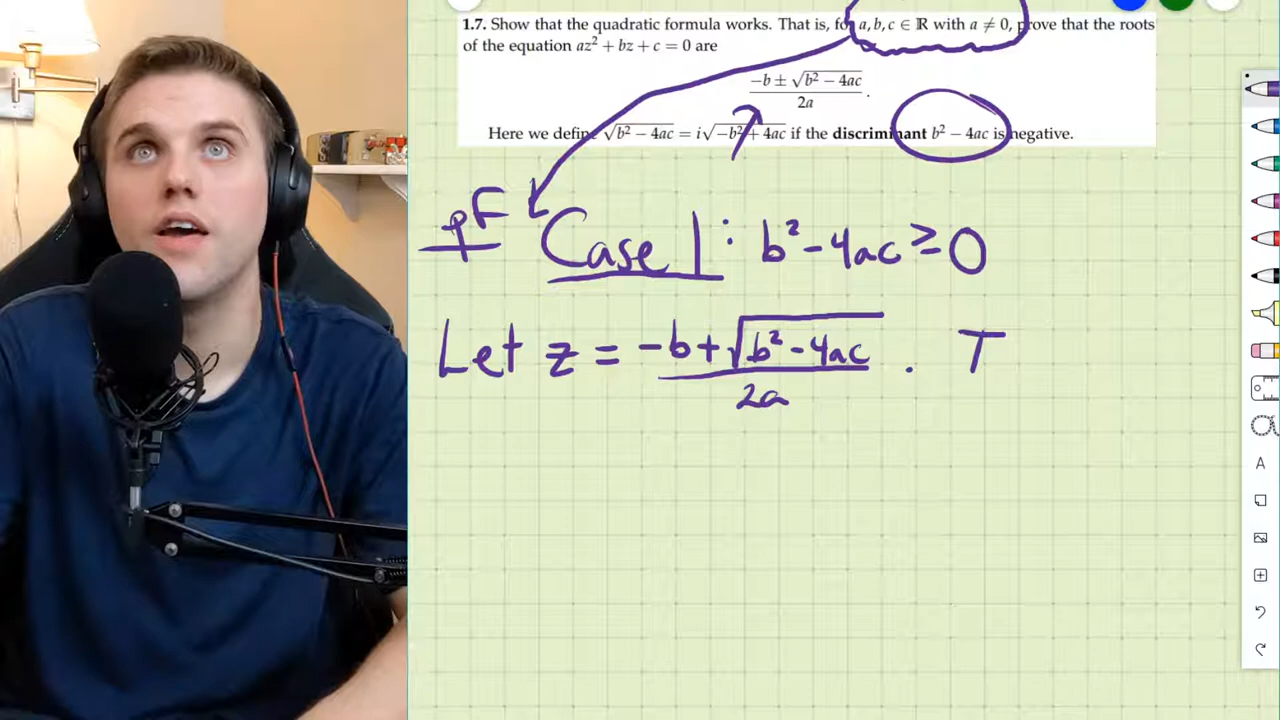 1.7. Show that the quadratic formula works. That is, for a, b, c ∈ ℝ with a ≠ 0, prove that the roots
of the equation az² + bz + c = 0 are
−b ± √(b² − 4ac)
2a .
Here we define √(b² − 4ac) = i√(−b² + 4ac) if the discriminant b² − 4ac is negative.
pF Case 1: b² - 4ac ≥ 0
Let z = -b + √(b² - 4ac) . T
2a
A